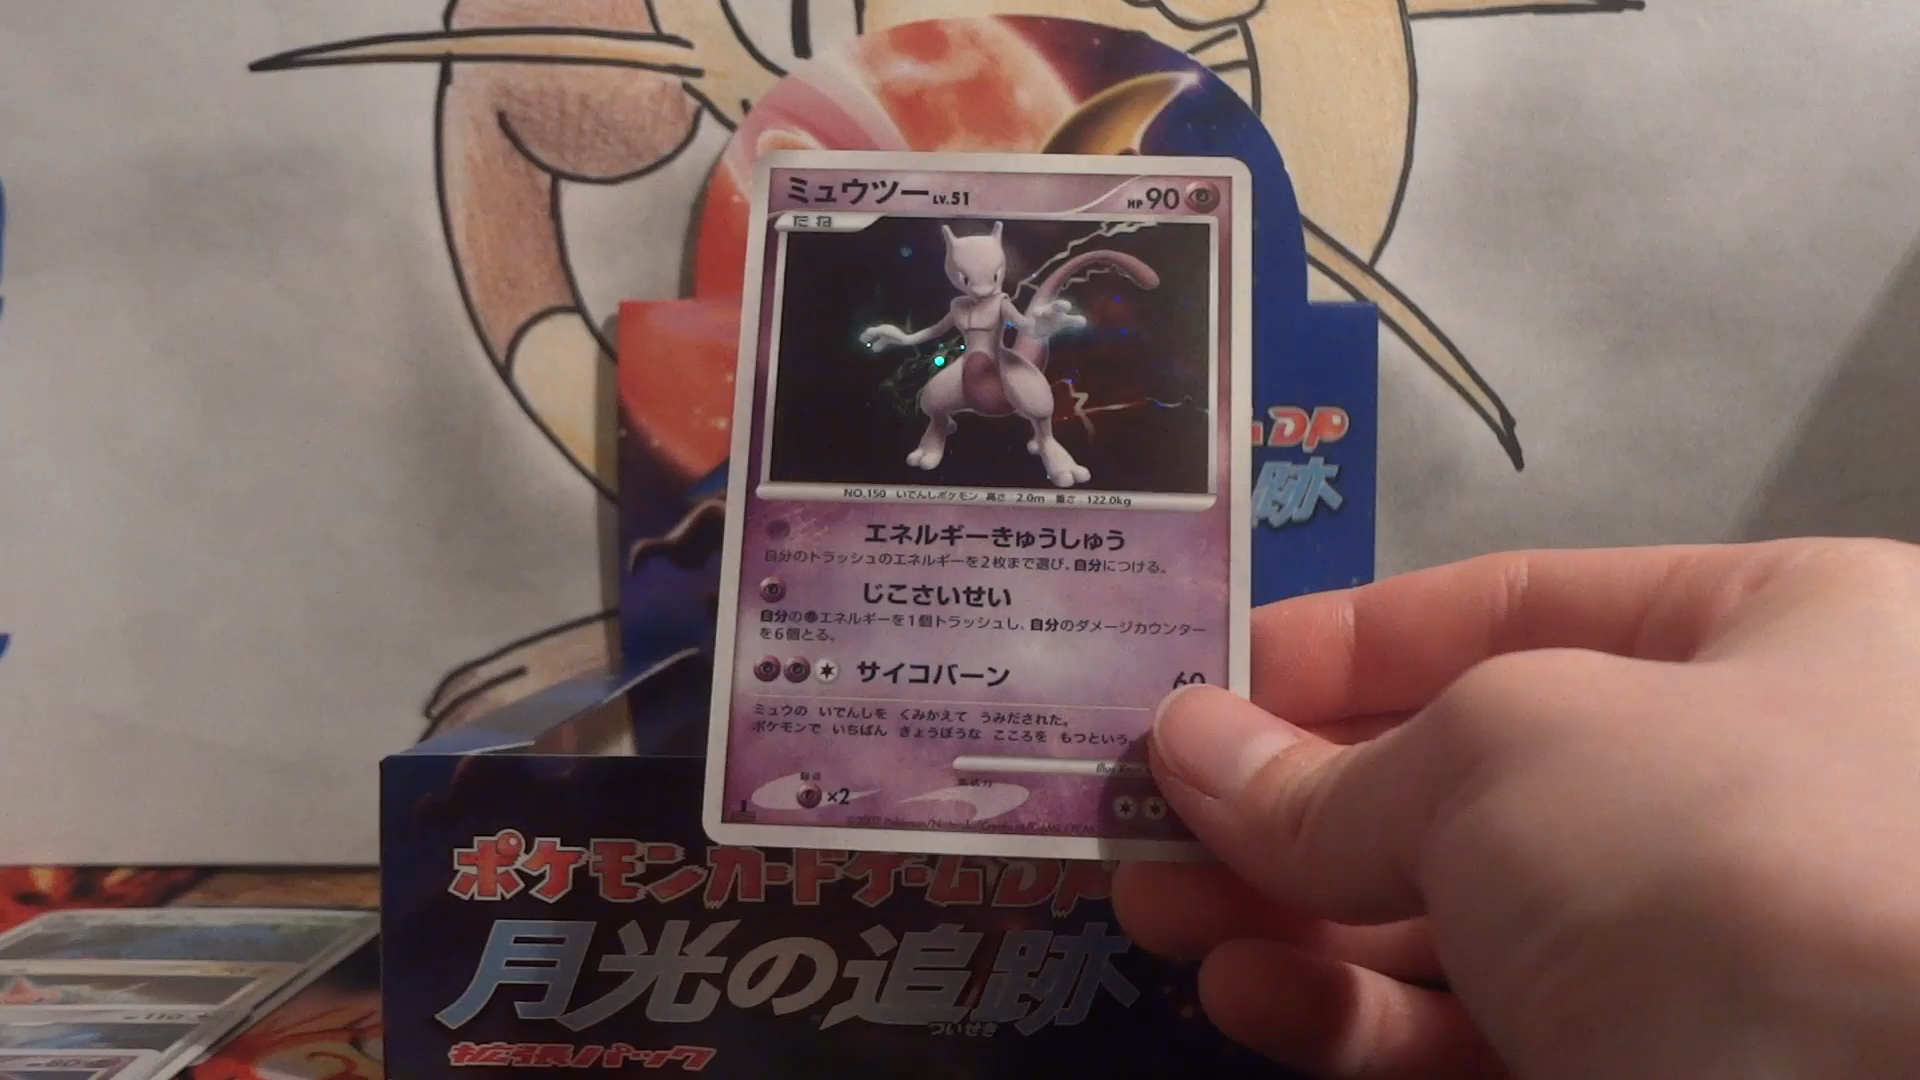 ミュウツー LV.51 HP 90
たね
NO.150 いでんしポケモン 高さ 2.0m 重さ 122.0kg
エネルギーきゅうしゅう
自分のトラッシュのエネルギーを2枚まで選び、自分につける。
じこさいせい
自分のエネルギーを1個トラッシュし、自分のダメージカウンター
を6個とる。
サイコバーン 60
ミュウの いでんしを くみかえて うみだされた。
ポケモンで いちばん きょうぼうな こころを もつという。
弱点
抵抗力
×2
1
DP
跡
ポケモンカードゲームDP
月光の追跡
ついせき
拡張パック
-110
-80